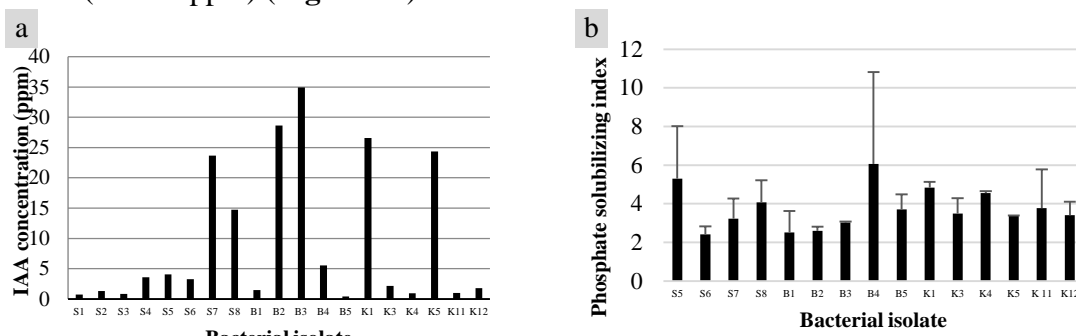 a
IAA concentration (ppm)
40
35
30
25
20
15
10
5
0
S1 S2 S3 S4 S5 S6 S7 S8 B1 B2 B3 B4 B5 K1 K3 K4 K5 K11 K12
b
Phosphate solubilizing index
12
10
8
6
4
2
0
S5 S6 S7 S8 B1 B2 B3 B4 B5 K1 K3 K4 K5 K 11 K12
Bacterial isolate
Bacterial isolate